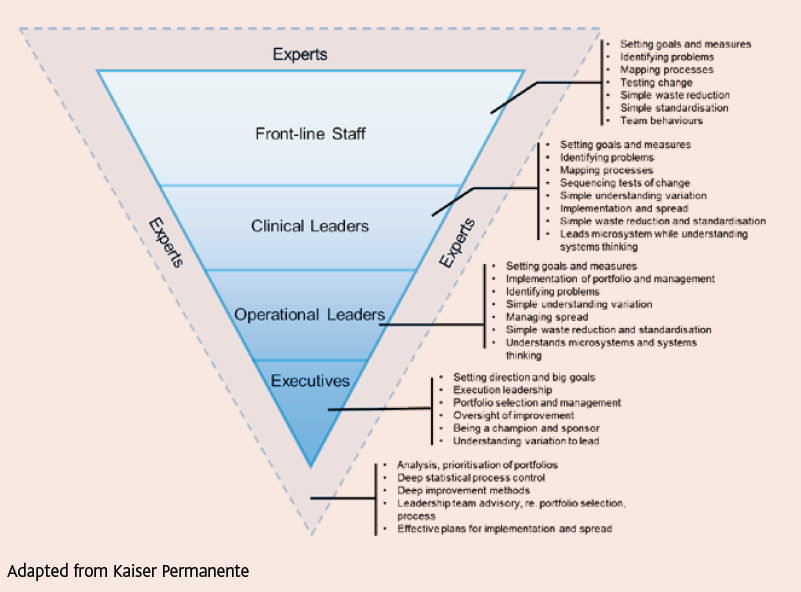 Experts
Front-line Staff
• Setting goals and measures
• Identifying problems
• Mapping processes
• Testing change
• Simple waste reduction
• Simple standardisation
• Team behaviours
Clinical Leaders
• Setting goals and measures
• Identifying problems
• Mapping processes
• Sequencing tests of change
• Simple understanding variation
• Implementation and spread
• Simple waste reduction and standardisation
• Leads microsystem while understanding
systems thinking
Experts
Experts
Operational Leaders
• Setting goals and measures
• Implementation of portfolio and management
• Identifying problems
• Simple understanding variation
• Managing spread
• Simple waste reduction and standardisation
• Understands microsystems and systems
thinking
Executives
• Setting direction and big goals
• Execution leadership
• Portfolio selection and management
• Oversight of improvement
• Being a champion and sponsor
• Understanding variation to lead
• Analysis, prioritisation of portfolios
• Deep statistical process control
• Deep improvement methods
• Leadership team advisory, re. portfolio selection,
process
• Effective plans for implementation and spread
Adapted from Kaiser Permanente